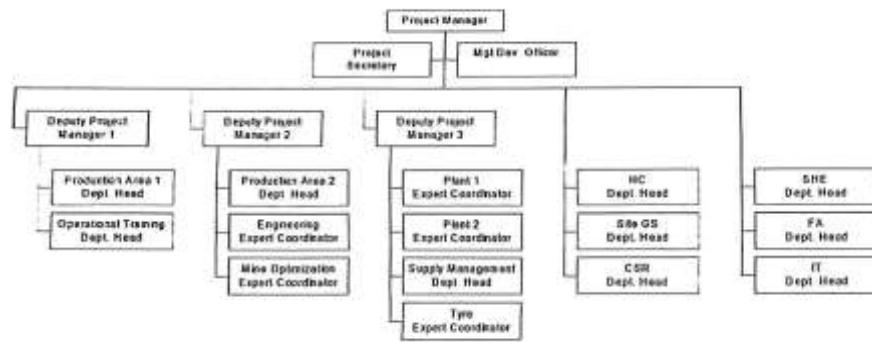 Project Manager
Project
Secretary
Mgt Dev Officer
Deputy Project
Manager 1
Deputy Project
Manager 2
Deputy Project
Manager 3
Production Area 1
Dept. Head
Operational Training
Dept. Head
Production Area 2
Dept Head
Engineering
Expert Coordinator
Mine Optimization
Expert Coordinator
Plant 1
Expert Coordinator
Plant 2
Expert Coordinator
Supply Management
Dept Head
Tyre
Expert Coordinator
Dept. Head
Site GS
Dept. Head
CSR
Dept. Head
SHE
Dept. Head
FA
Dept. Head
IT
Dept Head